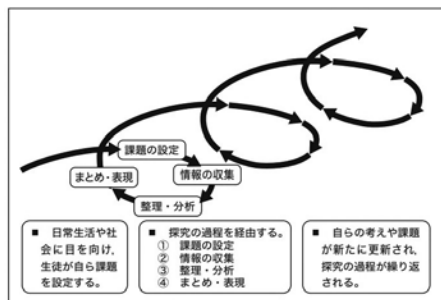 課題の設定
情報の収集
まとめ・表現
整理・分析
■ 日常生活や社
会に目を向け、
生徒が自ら課題
を設定する。
■ 探究の過程を経由する。
① 課題の設定
② 情報の収集
③ 整理・分析
④ まとめ・表現
■ 自らの考えや課題
が新たに更新され、
探究の過程が繰り返
される。